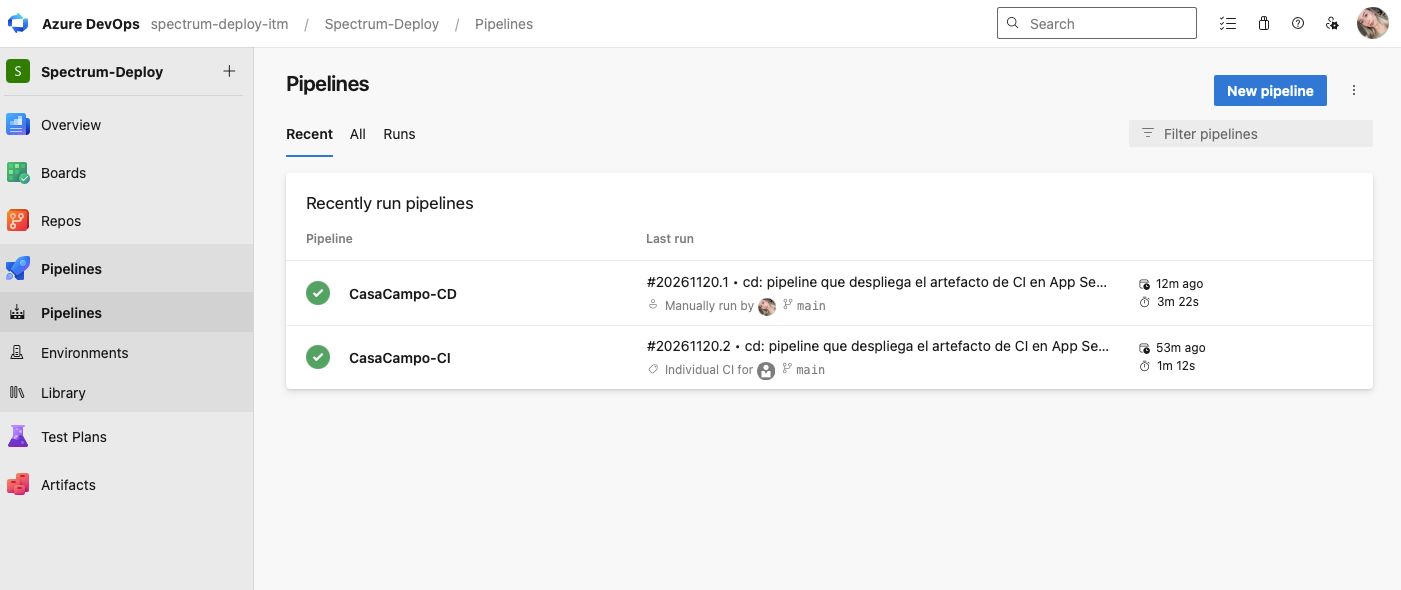 Azure DevOps spectrum-deploy-itm / Spectrum-Deploy / Pipelines
Search
S Spectrum-Deploy
Overview
Boards
Repos
Pipelines
Pipelines
Environments
Library
Test Plans
Artifacts
Pipelines
New pipeline
Recent All Runs
Filter pipelines
Recently run pipelines
Pipeline Last run
CasaCampo-CD
#20261120.1 • cd: pipeline que despliega el artefacto de CI en App Se...
Manually run by main
12m ago
3m 22s
CasaCampo-CI
#20261120.2 • cd: pipeline que despliega el artefacto de CI en App Se...
Individual CI for main
53m ago
1m 12s